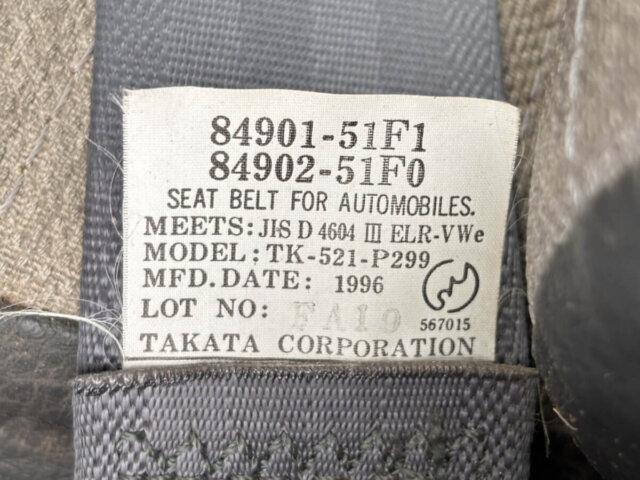 84901-51F1
84902-51F0
SEAT BELT FOR AUTOMOBILES.
MEETS: JIS D 4604 III ELR-VWe
MODEL: TK-521-P299
MFD. DATE: 1996
LOT NO: FA10
567015
TAKATA CORPORATION